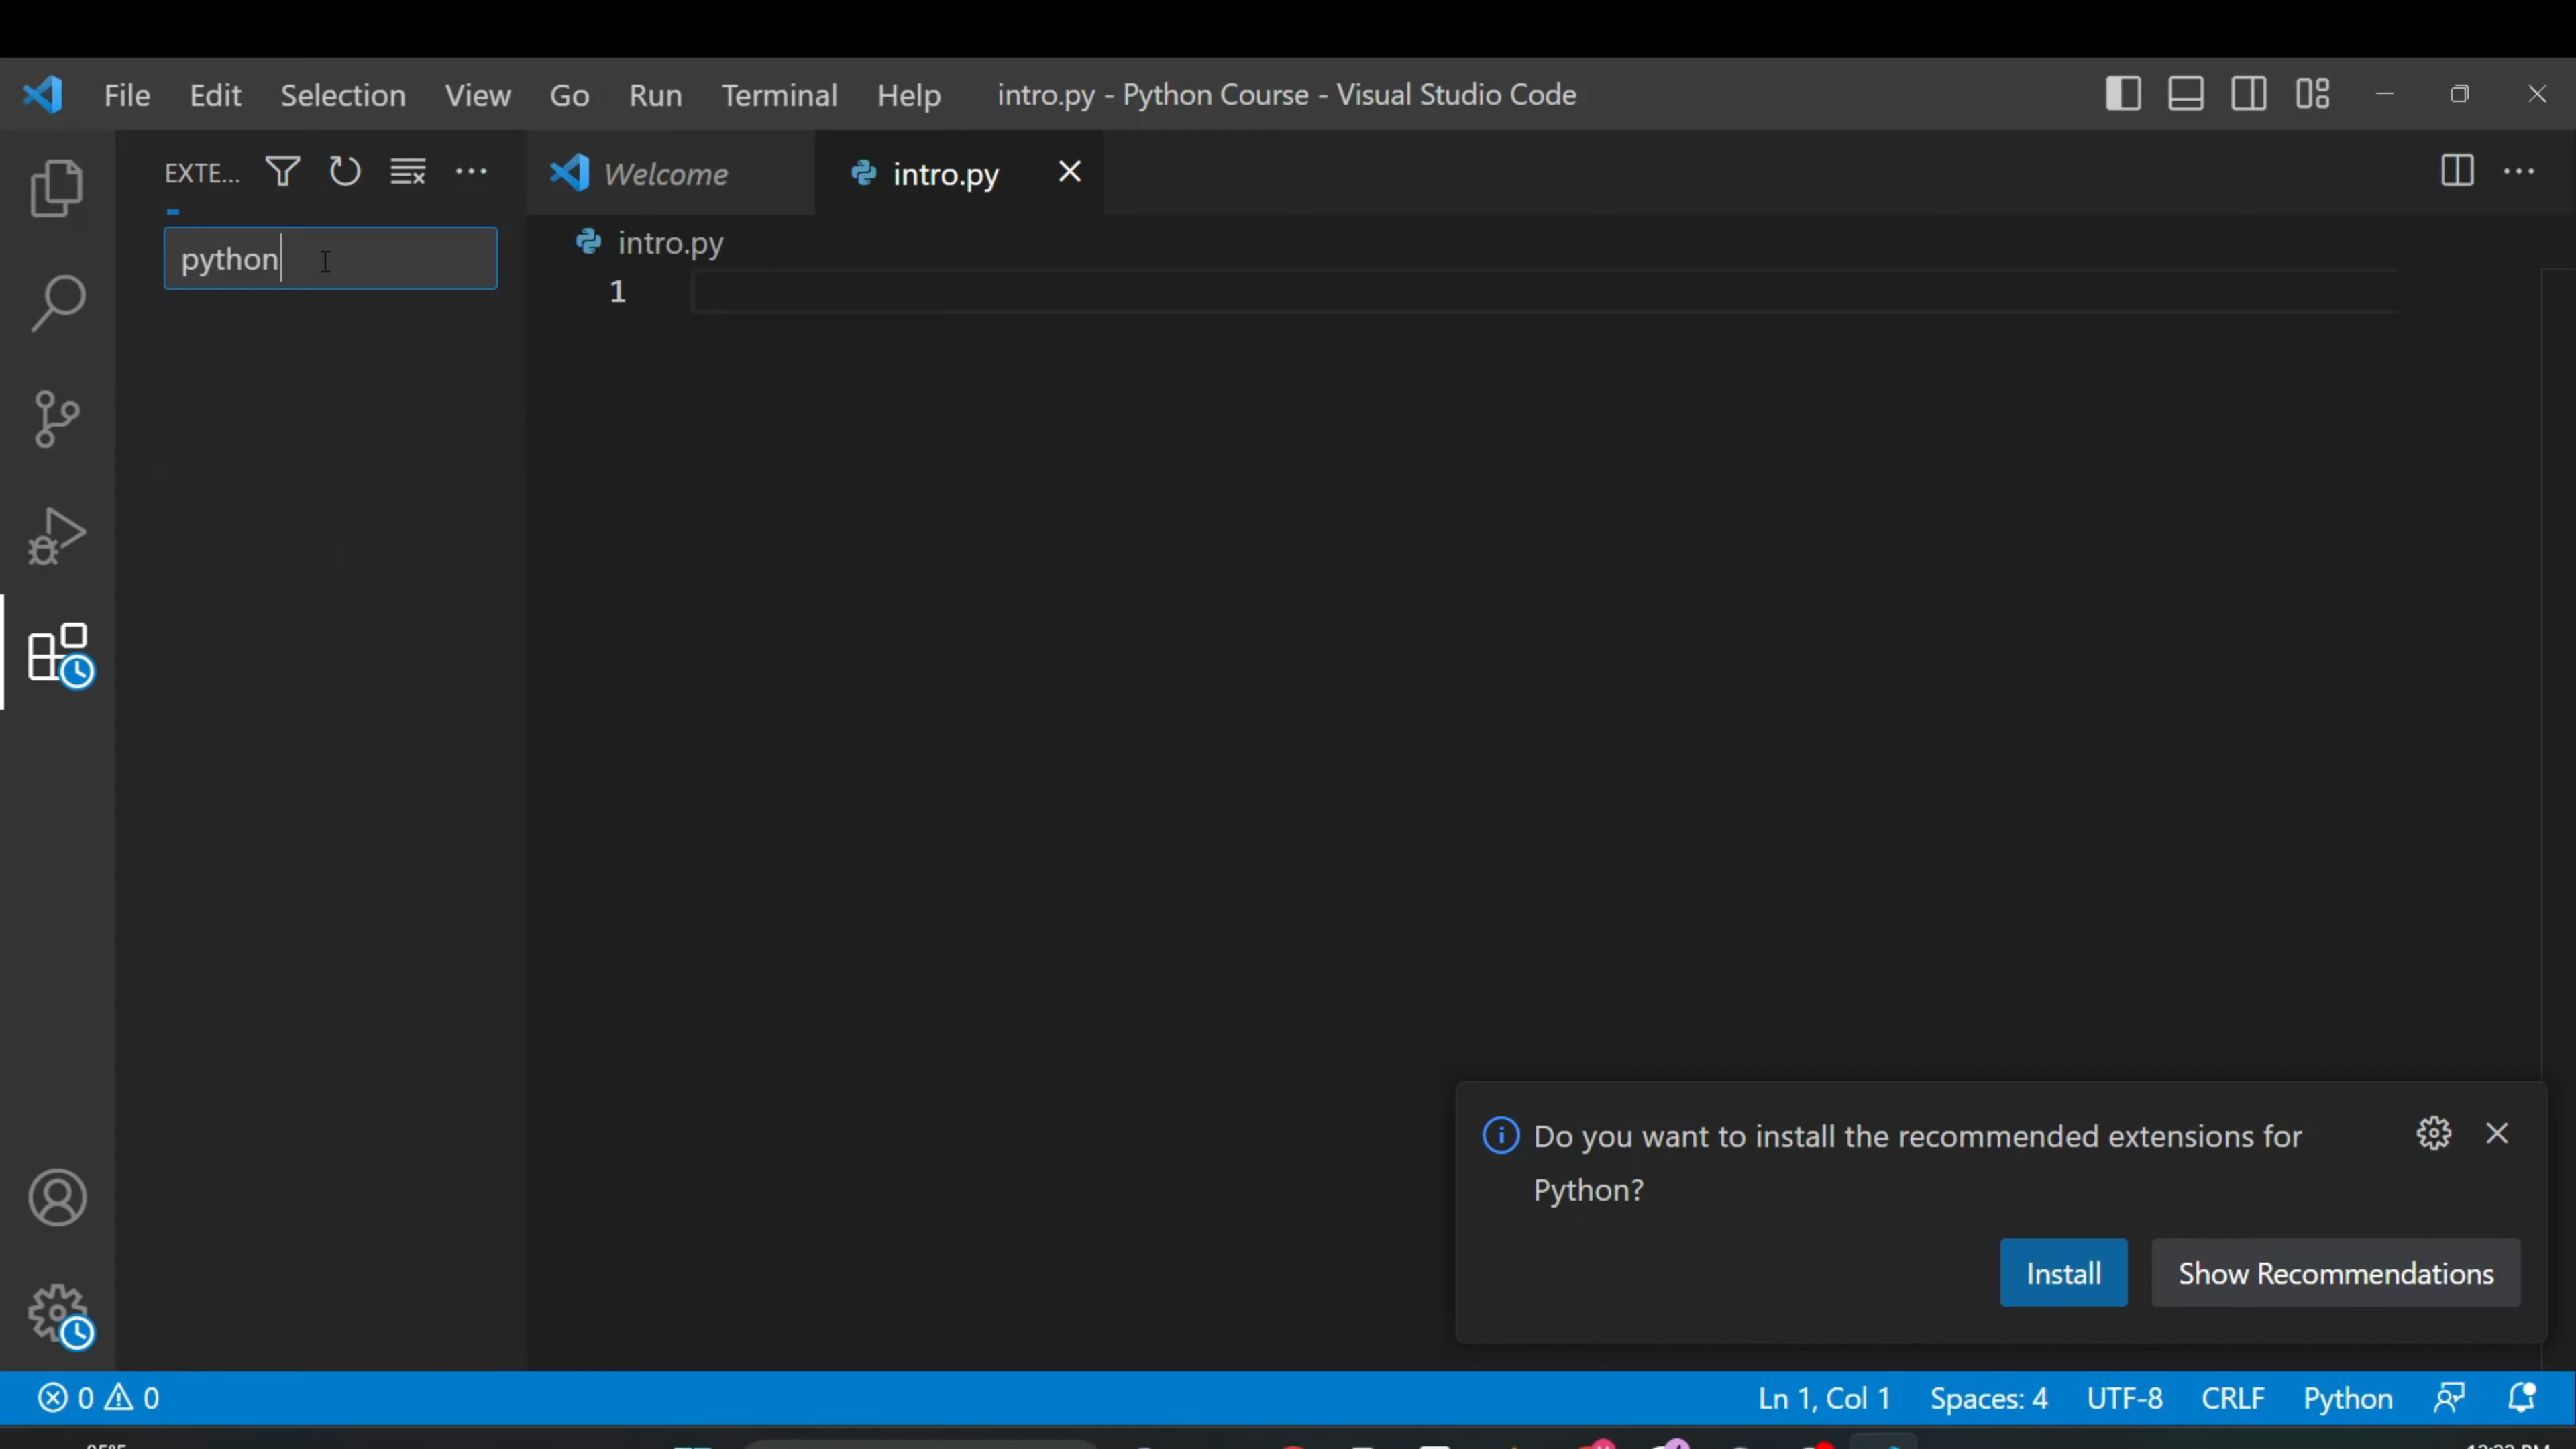 File Edit Selection View Go Run Terminal Help intro.py - Python Course - Visual Studio Code
EXTE...
Welcome intro.py
python
intro.py
1
Do you want to install the recommended extensions for
Python?
Install Show Recommendations
0 0 Ln 1, Col 1 Spaces: 4 UTF-8 CRLF Python